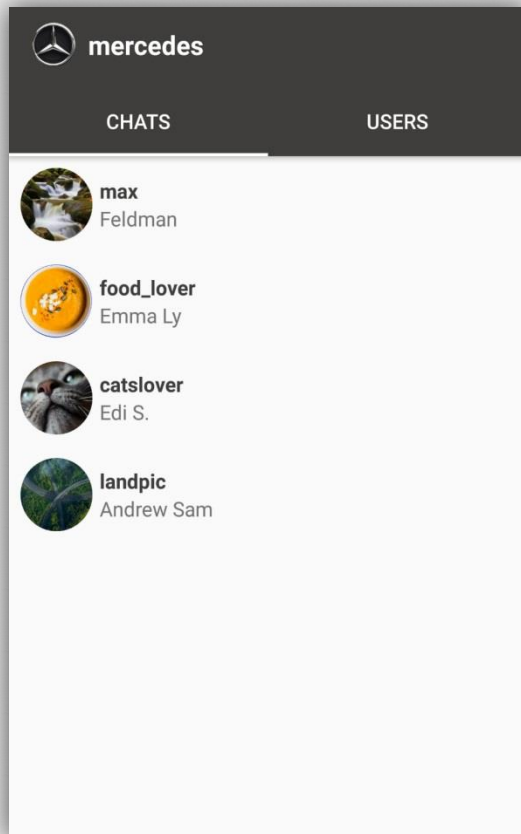 mercedes
CHATS
USERS
max
Feldman
food_lover
Emma Ly
catslover
Edi S.
landpic
Andrew Sam